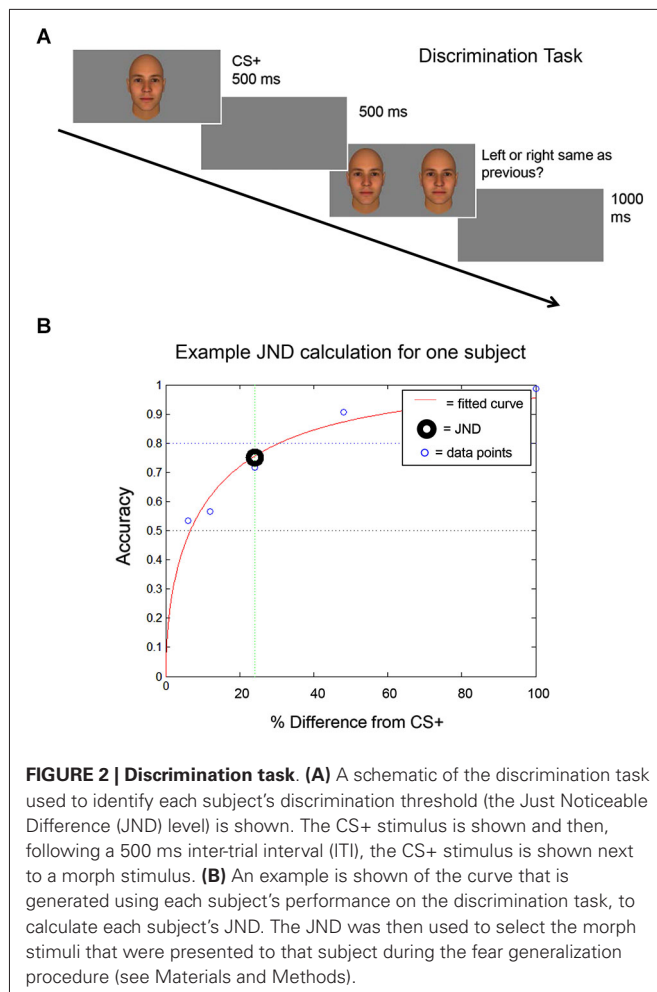 A
Discrimination Task
CS+
500 ms
500 ms
Left or right same as
previous?
1000
ms
B
Example JND calculation for one subject
1
0.9
0.8
0.7
0.6
0.5
0.4
0.3
0.2
0.1
0
= fitted curve
= JND
= data points
Accuracy
0 20 40 60 80 100
% Difference from CS+
FIGURE 2 | Discrimination task. (A) A schematic of the discrimination task
used to identify each subject's discrimination threshold (the Just Noticeable
Difference (JND) level) is shown. The CS+ stimulus is shown and then,
following a 500 ms inter-trial interval (ITI), the CS+ stimulus is shown next
to a morph stimulus. (B) An example is shown of the curve that is
generated using each subject's performance on the discrimination task, to
calculate each subject's JND. The JND was then used to select the morph
stimuli that were presented to that subject during the fear generalization
procedure (see Materials and Methods).